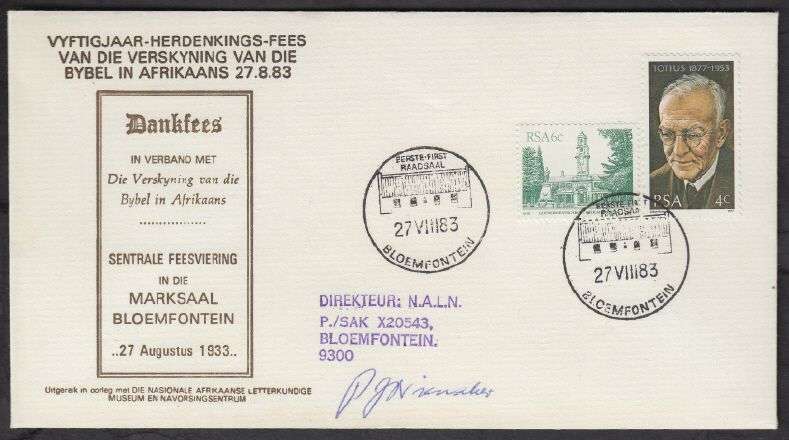 VYFTIGJAAR-HERDENKINGS-FEES
VAN DIE VERSKYNING VAN DIE
BYBEL IN AFRIKAANS 27.8.83
Dankfees
IN VERBAND MET
Die Verskyning van die
Bybel in Afrikaans
SENTRALE FEESVIERING
IN DIE
MARKSAAL
BLOEMFONTEIN
..27 Augustus 1933..
Uitgereik in oorleg met DIE NASIONALE AFRIKAANSE LETTERKUNDIGE
MUSEUM EN NAVORSINGSENTRUM
EERSTE·FIRST
RAADSAAL
27 VIII 83
BLOEMFONTEIN
RSA 6c
TOTIUS 1877-1953
RSA 4c
EERSTE
RAADSAAL
27 VIII 83
BLOEMFONTEIN
DIREKTEUR: N.A.L.N.
P./SAK X20543,
BLOEMFONTEIN.
9300